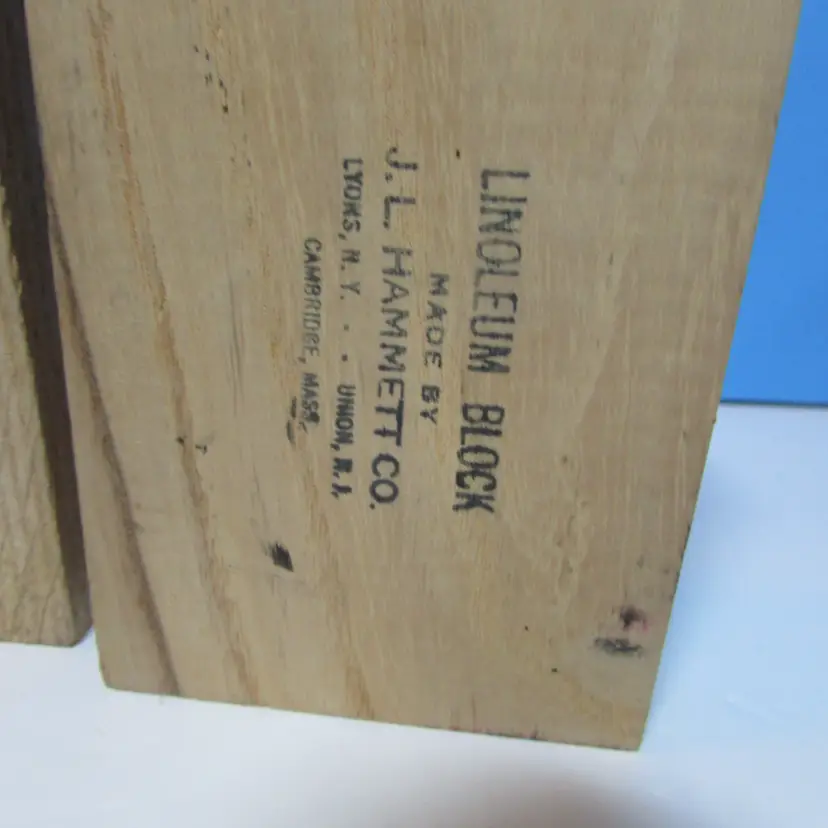 LINOLEUM BLOCK
MADE BY
J. L. HAMMETT CO.
LYONS, N. Y. . . UNION, N. J.
CAMBRIDGE, MASS.